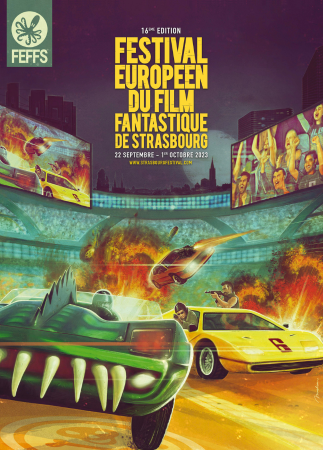 FEFFS
16ÈME EDITION
FESTIVAL
EUROPEEN
DU FILM
FANTASTIQUE
DE STRASBOURG
22 SEPTEMBRE – 1ER OCTOBRE 2023
WWW.STRASBOURGFESTIVAL.COM